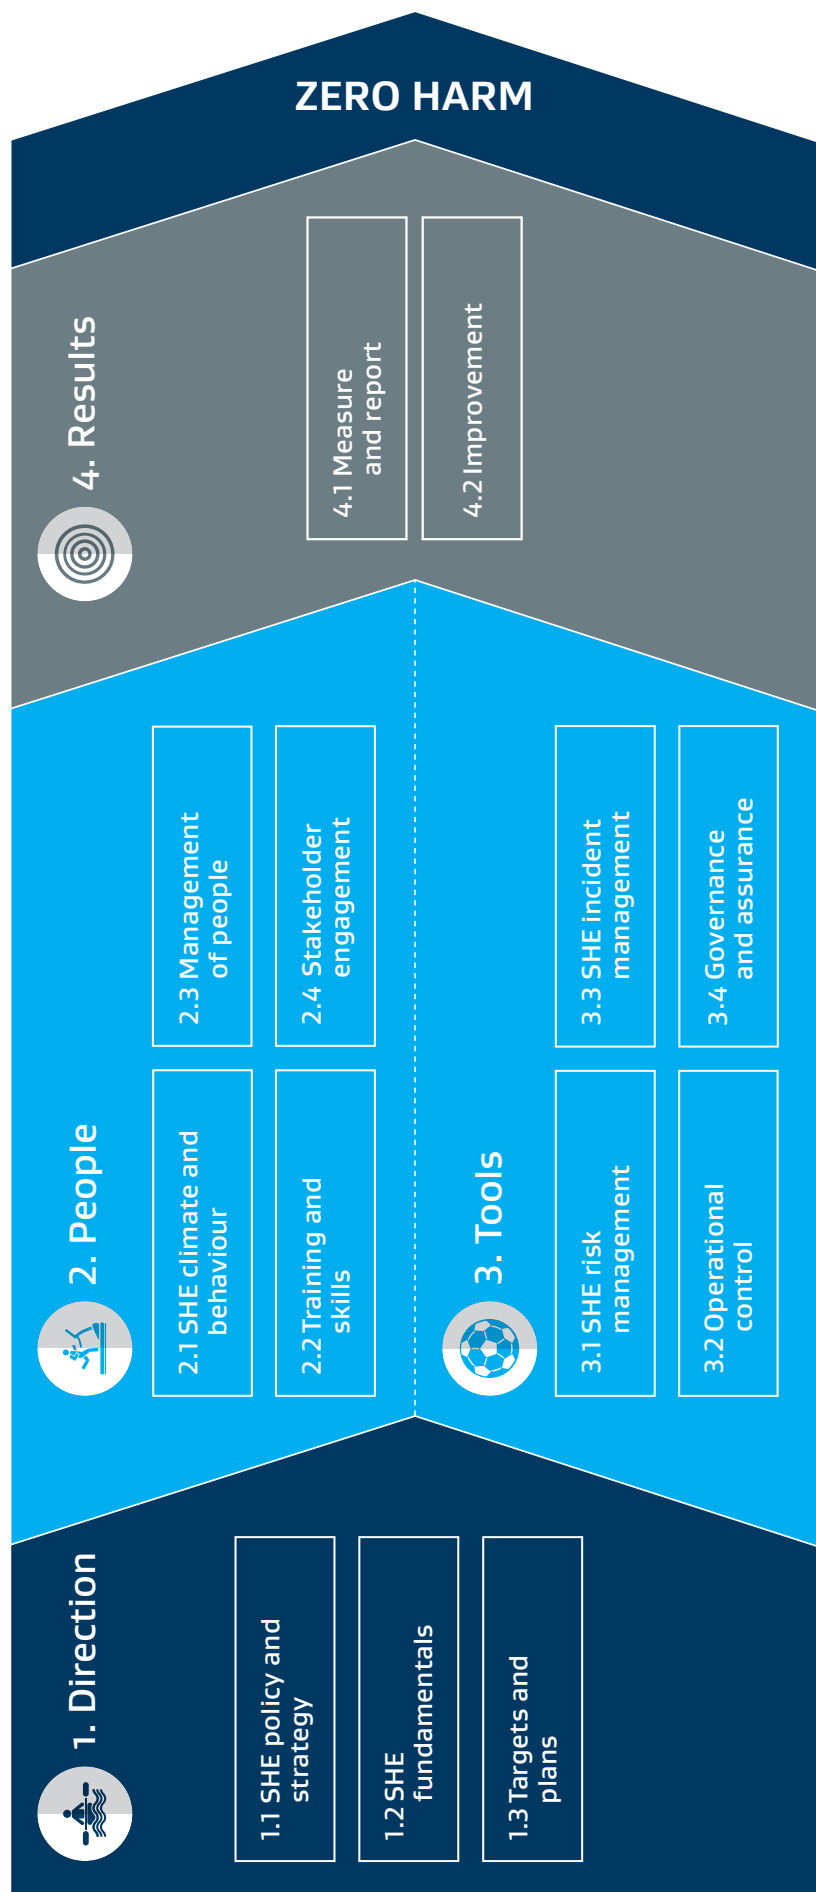 ZERO HARM
1. Direction
1.1 SHE policy and
strategy
1.2 SHE
fundamentals
1.3 Targets and
plans
2. People
2.1 SHE climate and
behaviour
2.2 Training and
skills
2.3 Management
of people
2.4 Stakeholder
engagement
3. Tools
3.1 SHE risk
management
3.2 Operational
control
3.3 SHE incident
management
3.4 Governance
and assurance
4. Results
4.1 Measure
and report
4.2 Improvement